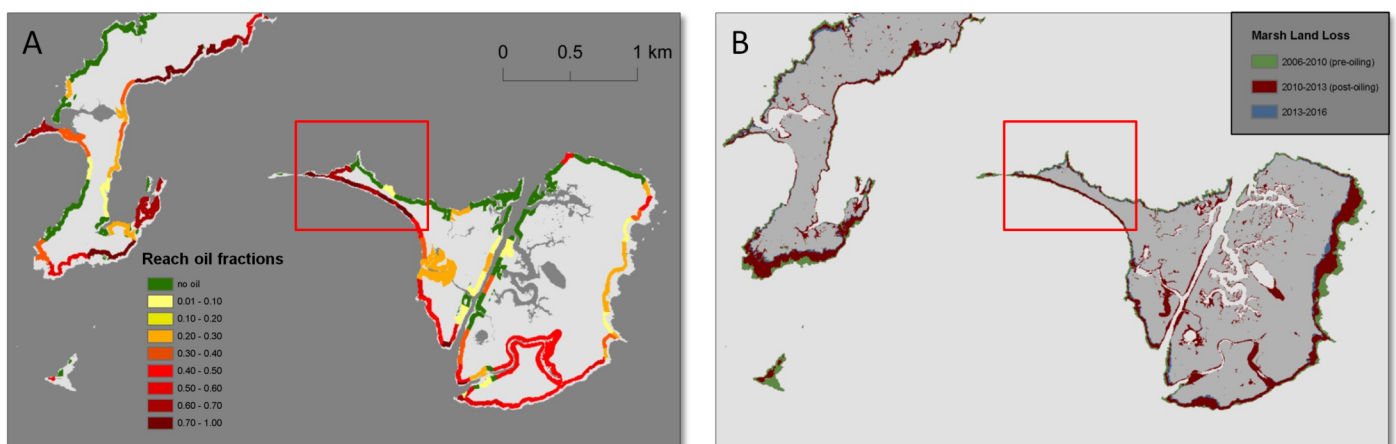 A
0 0.5 1 km
Reach oil fractions
no oil
0.01 - 0.10
0.10 - 0.20
0.20 - 0.30
0.30 - 0.40
0.40 - 0.50
0.50 - 0.60
0.60 - 0.70
0.70 - 1.00
B
Marsh Land Loss
2006-2010 (pre-oiling)
2010-2013 (post-oiling)
2013-2016